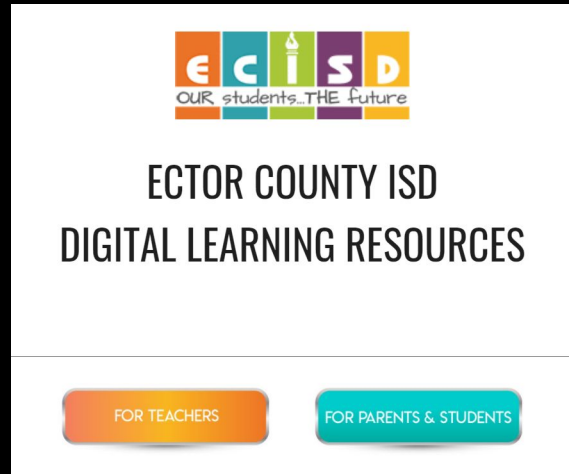 ECISD
OUR students...THE future
ECTOR COUNTY ISD
DIGITAL LEARNING RESOURCES
FOR TEACHERS
FOR PARENTS & STUDENTS